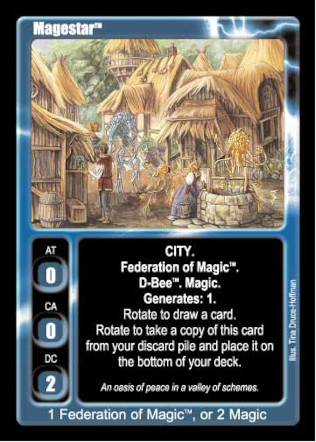 Magestar™
AT
0
CA
0
DC
2
CITY.
Federation of Magic™.
D-Bee™. Magic.
Generates: 1.
Rotate to draw a card.
Rotate to take a copy of this card
from your discard pile and place it on
the bottom of your deck.
An oasis of peace in a valley of schemes.
Illus. Tina Druce-Hoffman
1 Federation of Magic™, or 2 Magic